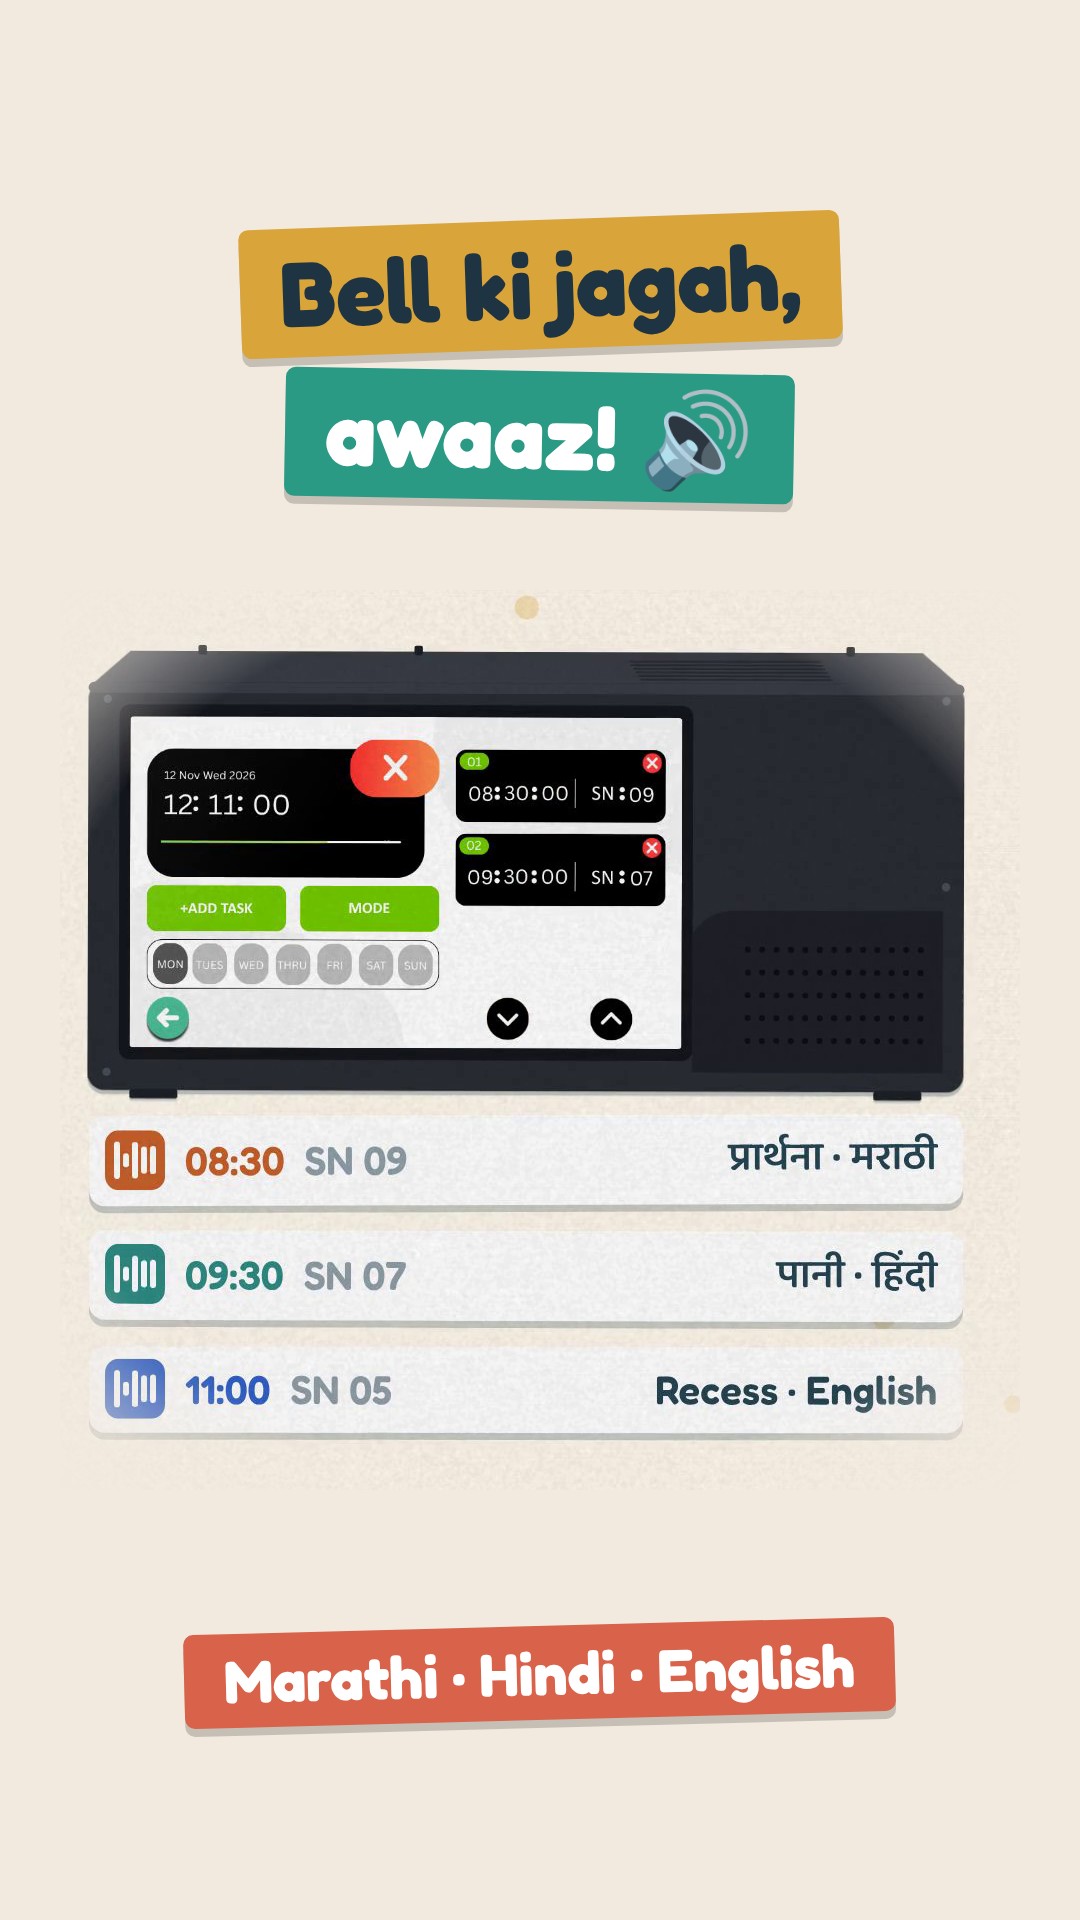 Bell ki jagah,
awaaz!
12 Nov Wed 2026
12: 11: 00
+ADD TASK
MODE
MON TUES WED THRU FRI SAT SUN
01
08:30:00 SN : 09
02
09:30:00 SN : 07
08:30 SN 09 प्रार्थना · मराठी
09:30 SN 07 पानी · हिंदी
11:00 SN 05 Recess · English
Marathi · Hindi · English